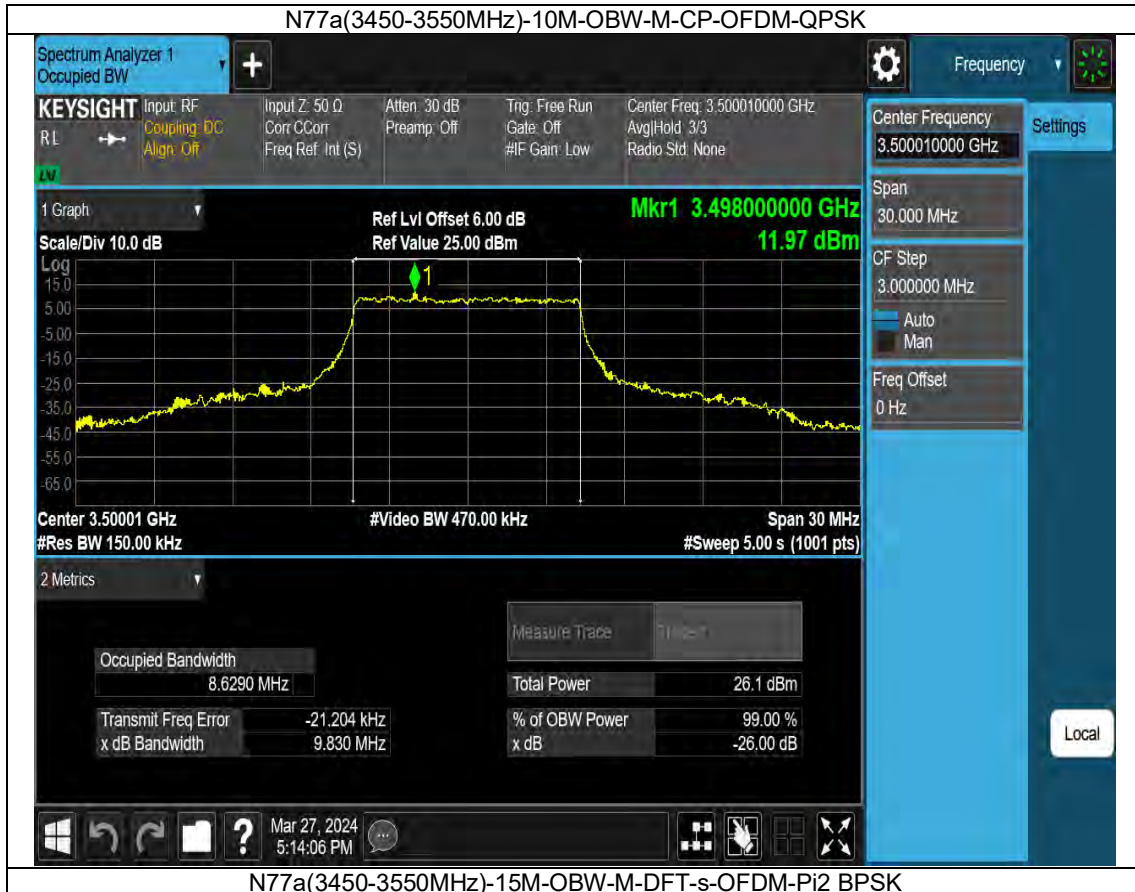 N77a(3450-3550MHz)-10M-OBW-M-CP-OFDM-QPSK
Spectrum Analyzer 1
Occupied BW
+
Frequency
KEYSIGHT
RL
Input: RF
Coupling: DC
Align: Off
Input Z: 50 Ω
Corr CCorr
Freq Ref: Int (S)
Atten: 30 dB
Preamp: Off
Trig: Free Run
Gate: Off
#IF Gain: Low
Center Freq: 3.500010000 GHz
Avg|Hold: 3/3
Radio Std: None
Center Frequency
3.500010000 GHz
Settings
Span
30.000 MHz
CF Step
3.000000 MHz
Auto
Man
Freq Offset
0 Hz
Local
1 Graph
Scale/Div 10.0 dB
Ref Lvl Offset 6.00 dB
Ref Value 25.00 dBm
Mkr1 3.498000000 GHz
11.97 dBm
Log
1
15.0
5.00
-5.00
-15.0
-25.0
-35.0
-45.0
-55.0
-65.0
Center 3.50001 GHz
#Video BW 470.00 kHz
Span 30 MHz
#Res BW 150.00 kHz
#Sweep 5.00 s (1001 pts)
2 Metrics
Measure Trace
Occupied Bandwidth
8.6290 MHz
Total Power 26.1 dBm
Transmit Freq Error -21.204 kHz
% of OBW Power 99.00 %
x dB Bandwidth 9.830 MHz
x dB -26.00 dB
?
Mar 27, 2024
5:14:06 PM
N77a(3450-3550MHz)-15M-OBW-M-DFT-s-OFDM-Pi2 BPSK